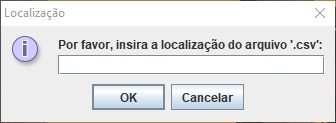 Localização
Por favor, insira a localização do arquivo '.csv':
OK
Cancelar